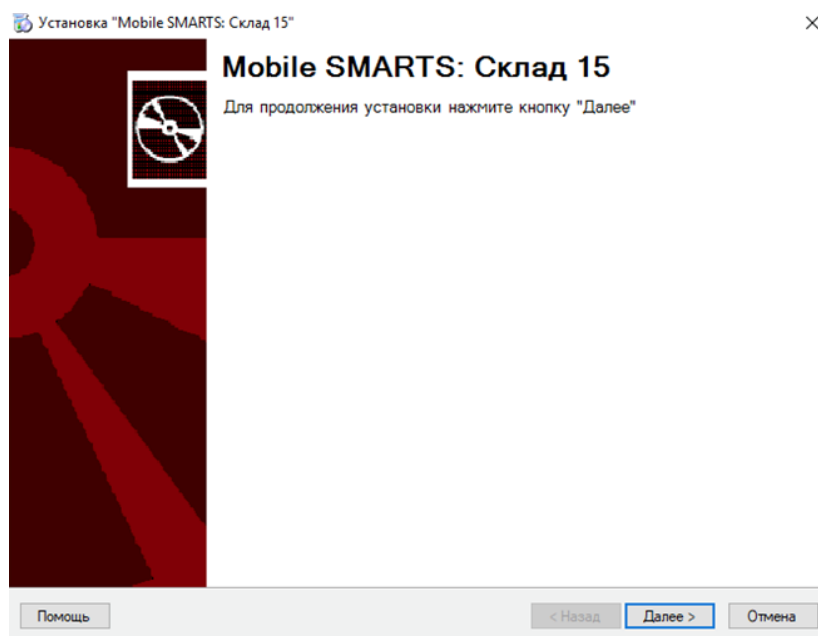 Установка "Mobile SMARTS: Склад 15"
Mobile SMARTS: Склад 15
Для продолжения установки нажмите кнопку "Далее"
Помощь
< Назад
Далее >
Отмена